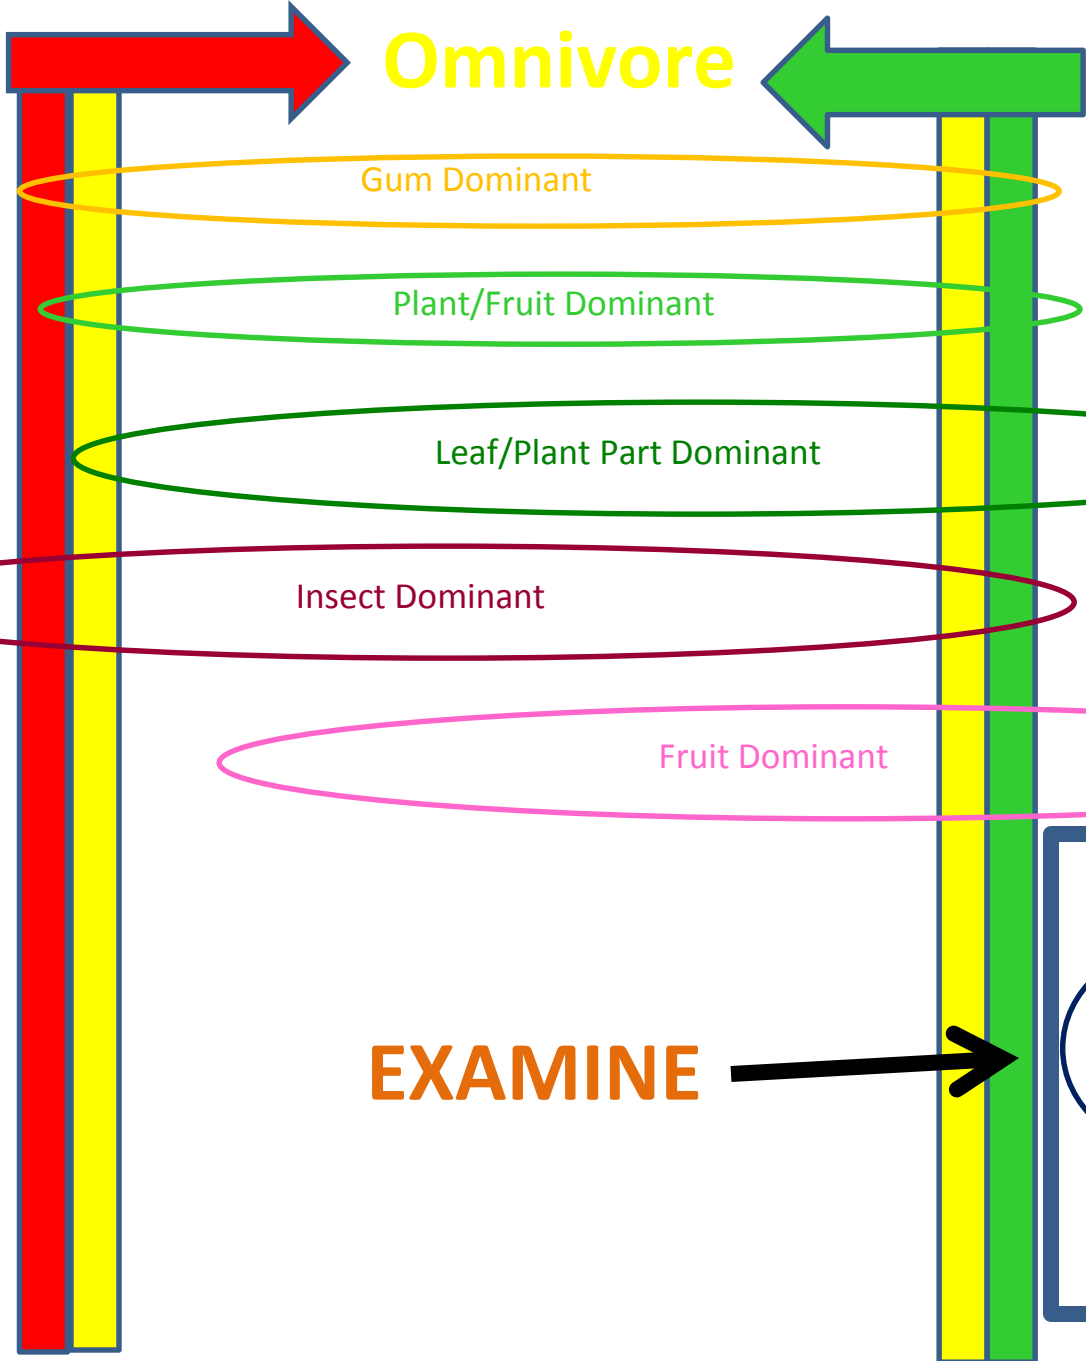 Omnivore
Gum Dominant
Plant/Fruit Dominant
Leaf/Plant Part Dominant
Insect Dominant
Fruit Dominant
EXAMINE